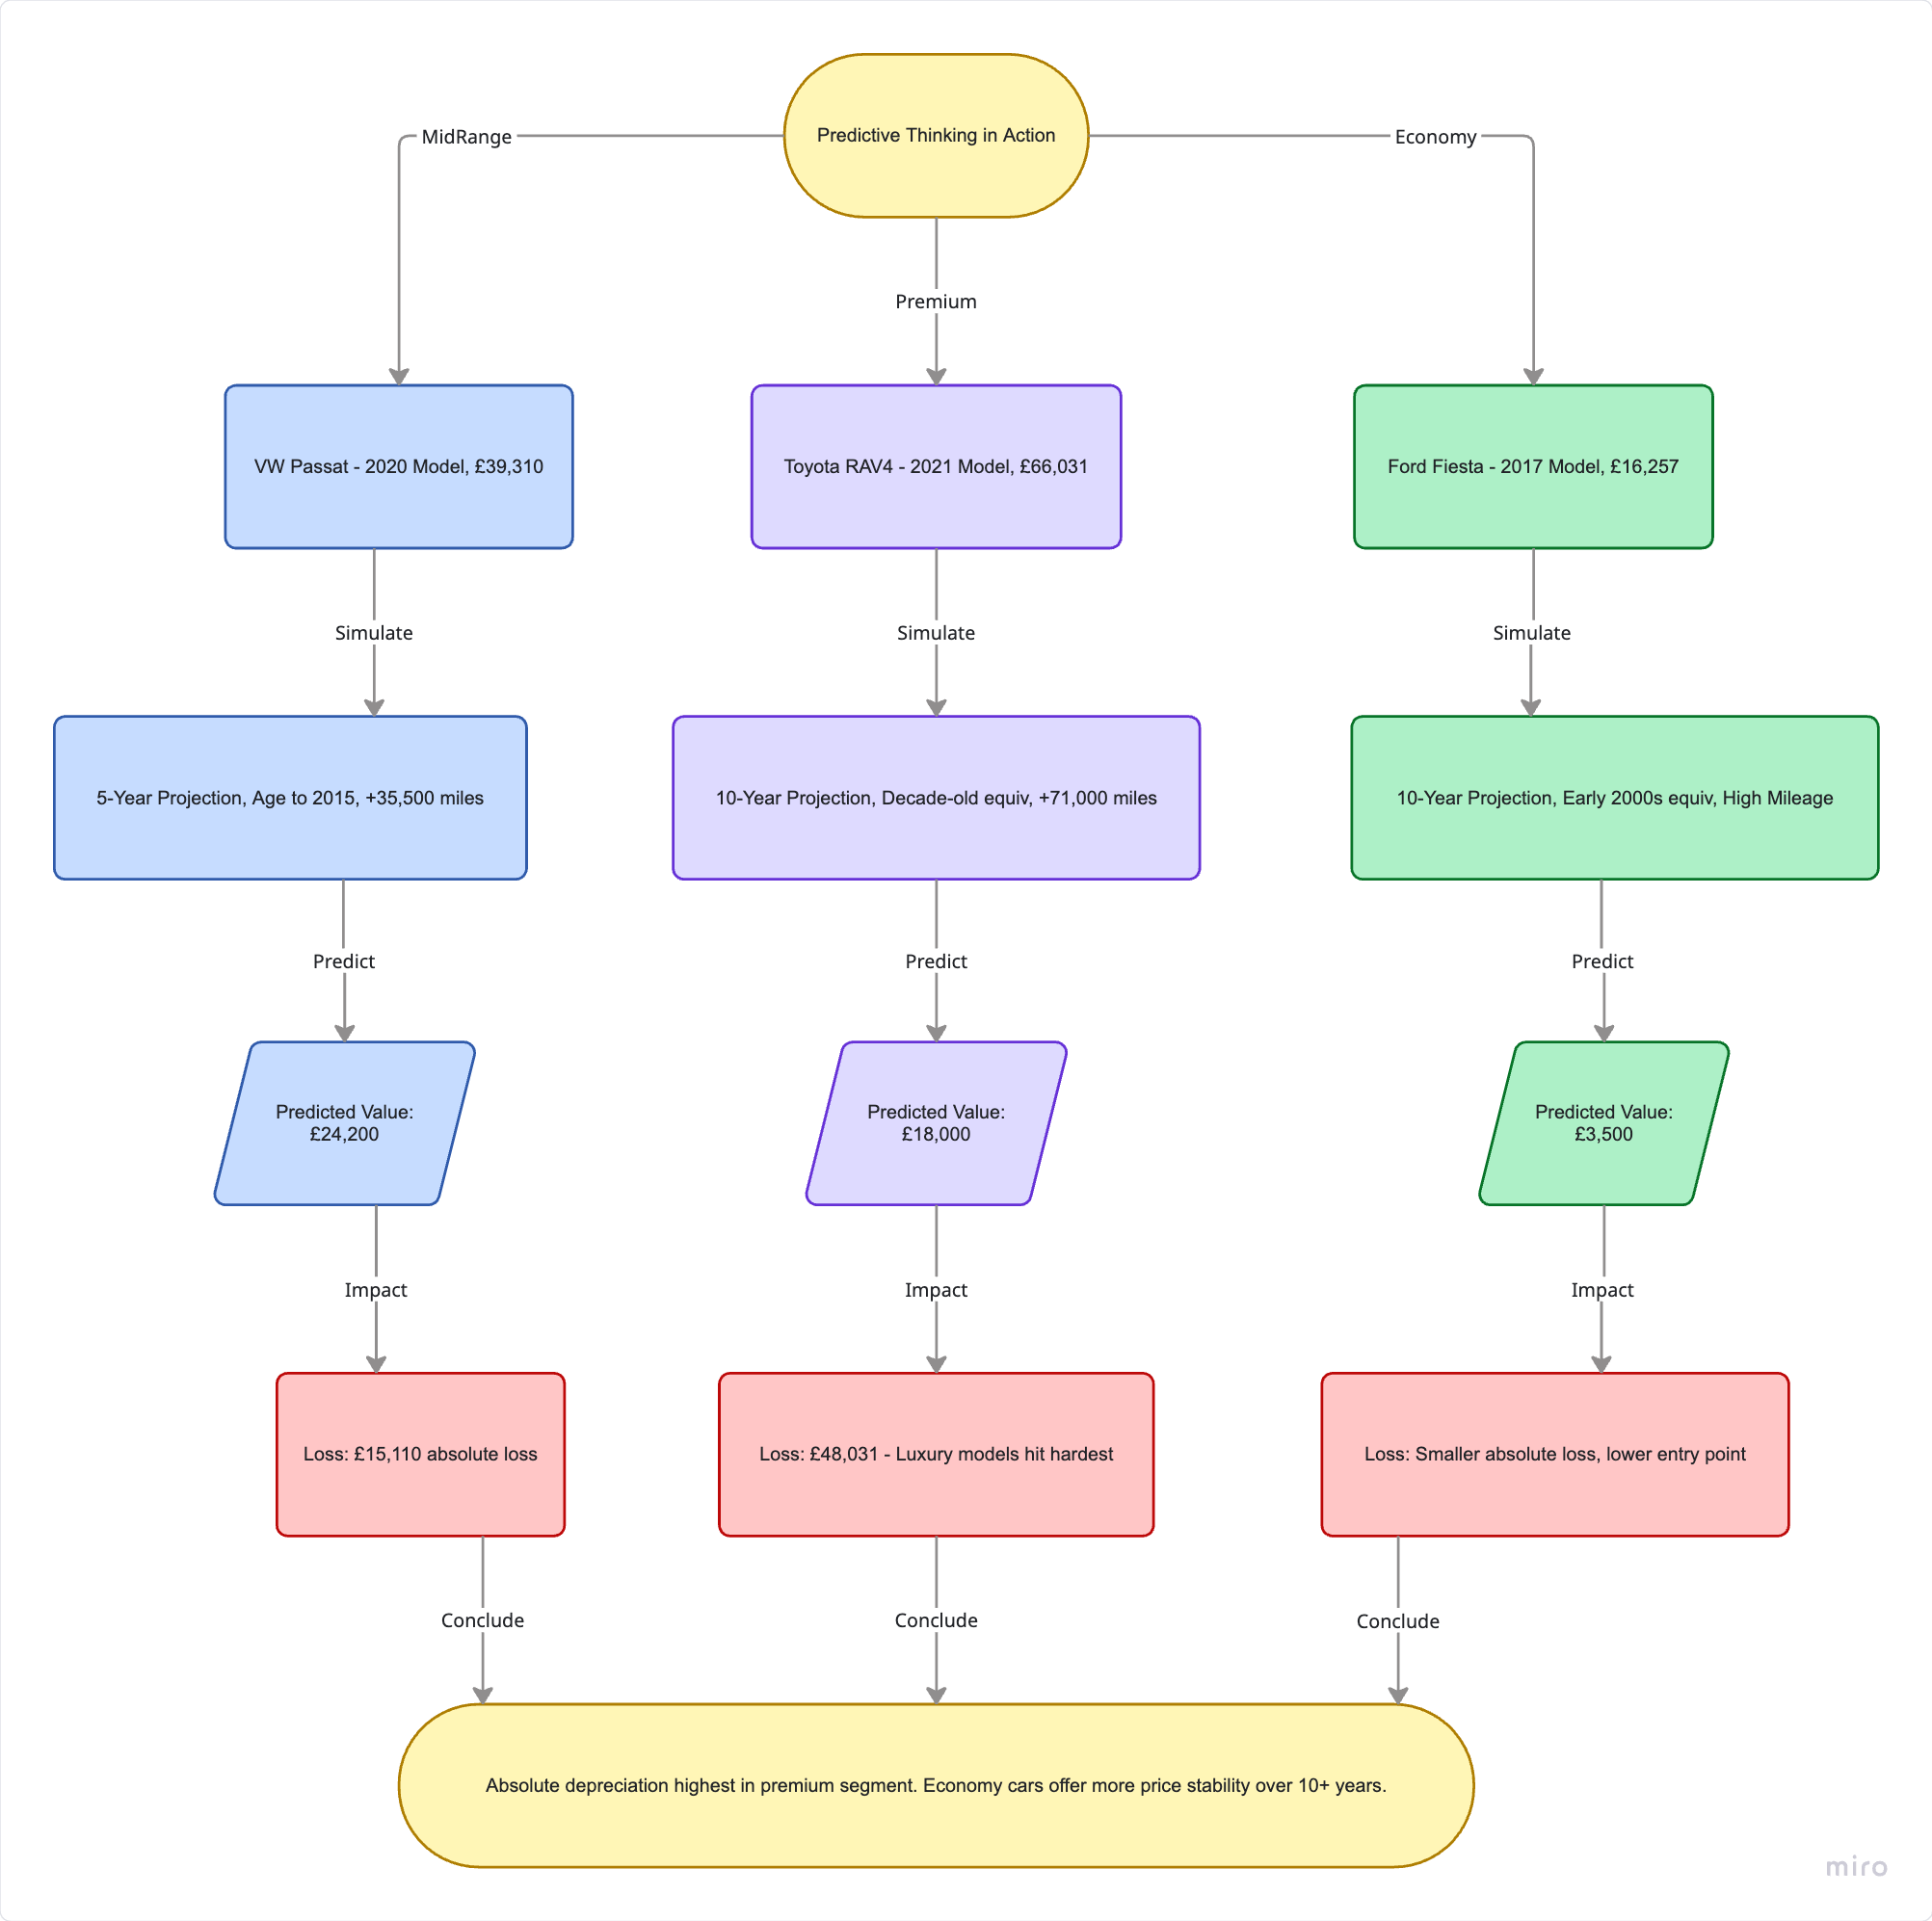 Predictive Thinking in Action
MidRange
Economy
Premium
VW Passat - 2020 Model, £39,310
Toyota RAV4 - 2021 Model, £66,031
Ford Fiesta - 2017 Model, £16,257
Simulate
Simulate
Simulate
5-Year Projection, Age to 2015, +35,500 miles
10-Year Projection, Decade-old equiv, +71,000 miles
10-Year Projection, Early 2000s equiv, High Mileage
Predict
Predict
Predict
Predicted Value:
£24,200
Predicted Value:
£18,000
Predicted Value:
£3,500
Impact
Impact
Impact
Loss: £15,110 absolute loss
Loss: £48,031 - Luxury models hit hardest
Loss: Smaller absolute loss, lower entry point
Conclude
Conclude
Conclude
Absolute depreciation highest in premium segment. Economy cars offer more price stability over 10+ years.
miro